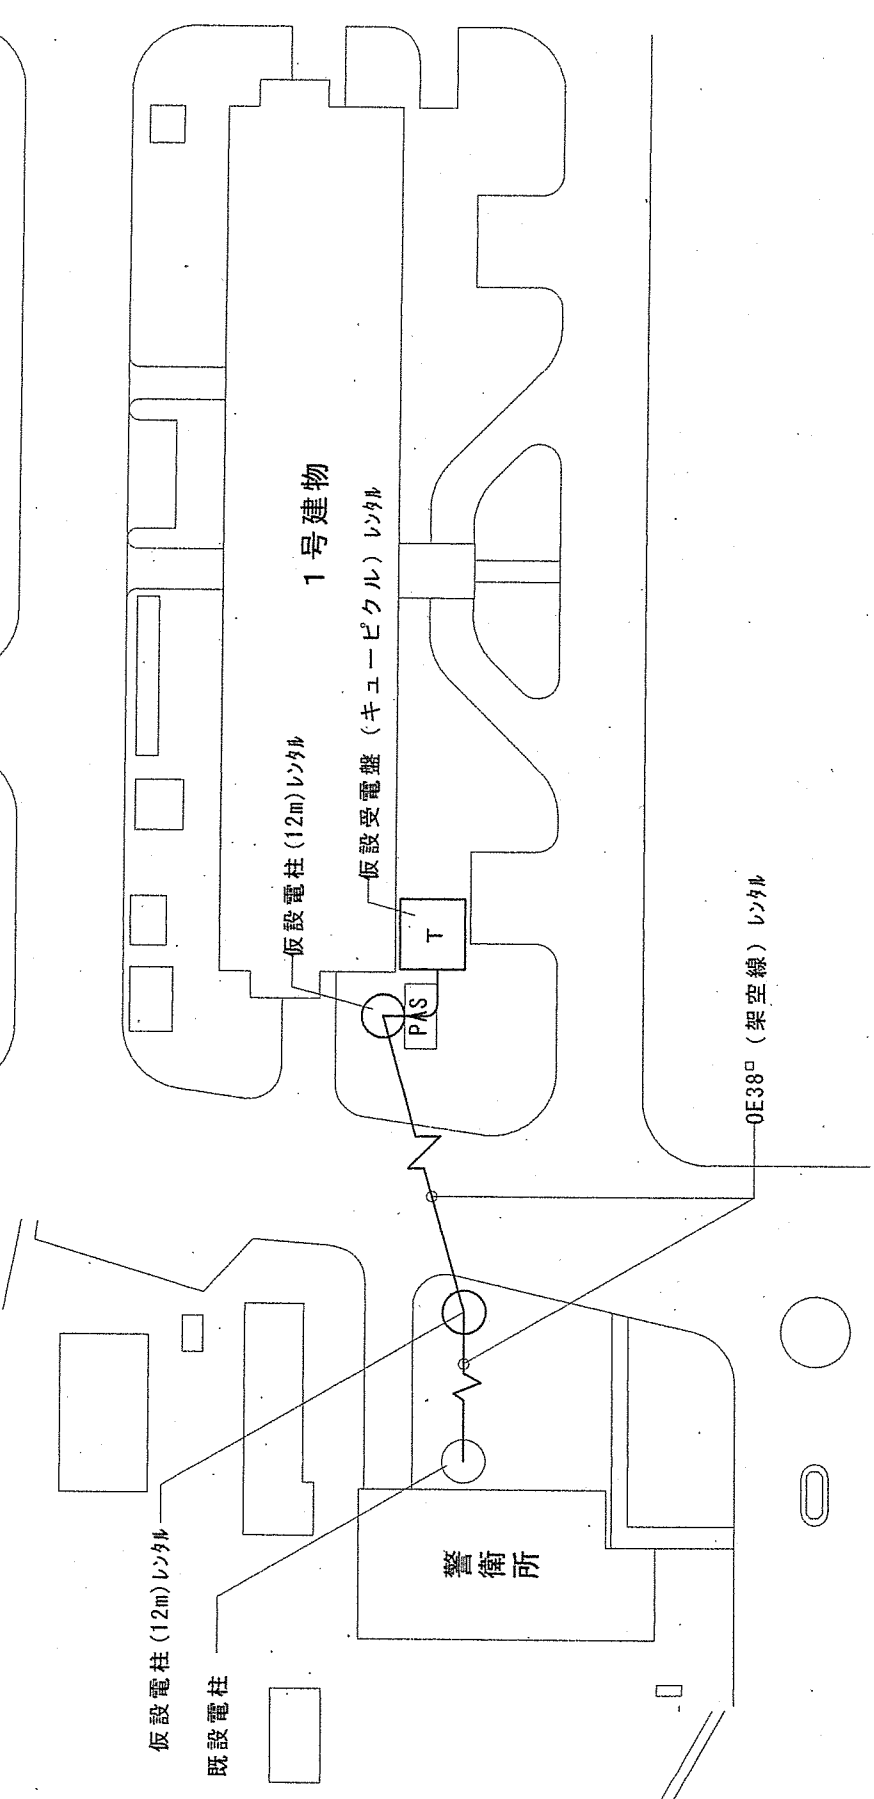 1号建物
仮設受電盤(キュービクル)レンタル
仮設電柱(12m)レンタル
T
PAS
OE38□(架空線)レンタル
仮設電柱(12m)レンタル
既設電柱
警衛所